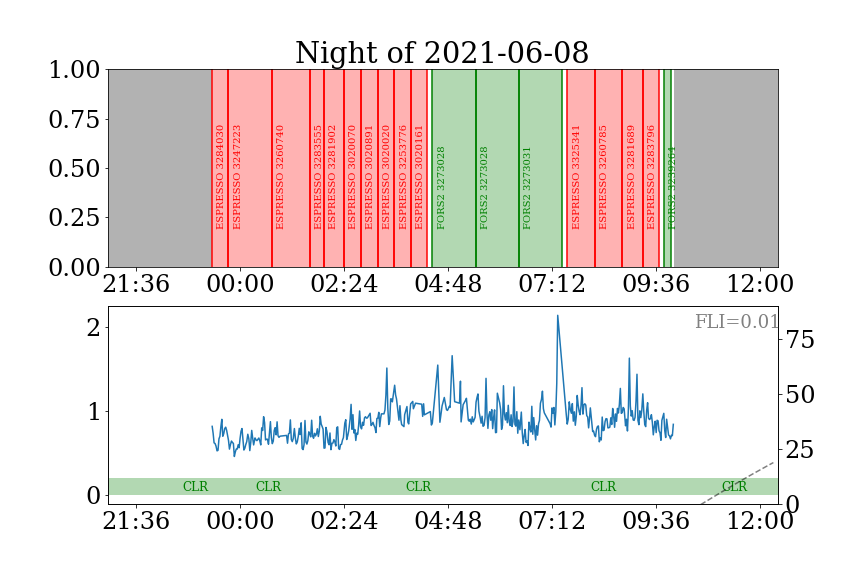 Night of 2021-06-08
1.00
0.75
0.50
0.25
0.00
ESPRESSO 3284030
ESPRESSO 3247223
ESPRESSO 3260740
ESPRESSO 3283555
ESPRESSO 3281902
ESPRESSO 3020070
ESPRESSO 3020891
ESPRESSO 3020020
ESPRESSO 3253776
ESPRESSO 3020161
FORS2 3273028
FORS2 3273028
FORS2 3273031
ESPRESSO 3325341
ESPRESSO 3260785
ESPRESSO 3281689
ESPRESSO 3283796
FORS2 3239264
21:36 00:00 02:24 04:48 07:12 09:36 12:00
FLI=0.01
2
1
0
75
50
25
0
CLR CLR CLR CLR CLR
21:36 00:00 02:24 04:48 07:12 09:36 12:00